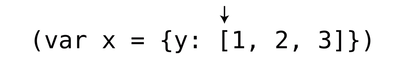 ↓
(var x = {y: [1, 2, 3]})